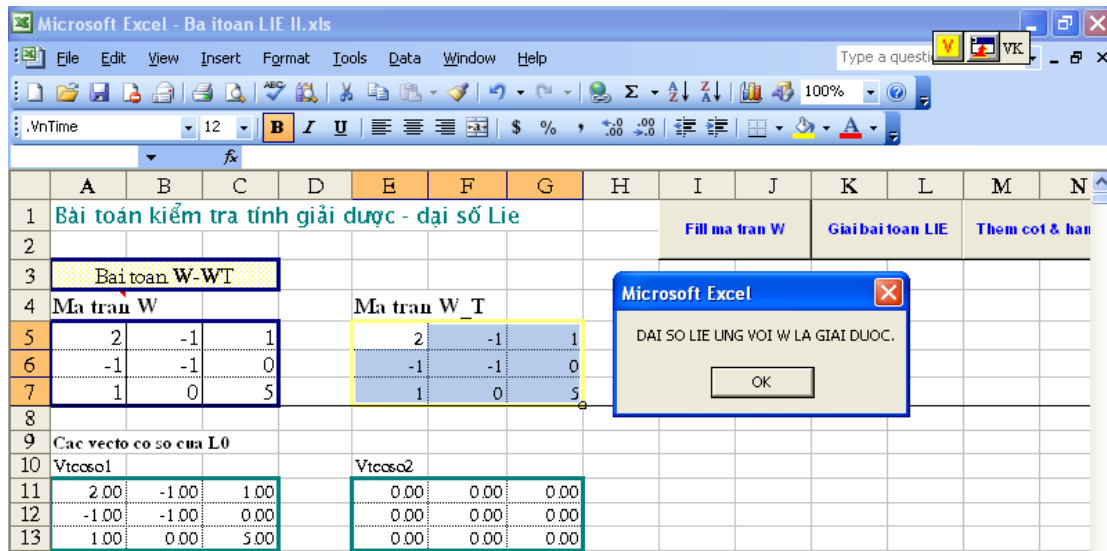 Microsoft Excel - Ba itoan LIE II.xls
File Edit View Insert Format Tools Data Window Help
V VK
100%
.VnTime 12 B I U $ % ,
fx
A B C D E F G H I J K L M N
1 Bài toán kiểm tra tính giải dược - dại số Lie
Fill ma tran W Giai bai toan LIE Them cot & han
2
3 Bai toan W-WT
4 Ma tran W Ma tran W_T
5 2 -1 1 2 -1 1
6 -1 -1 0 -1 -1 0
7 1 0 5 1 0 5
Microsoft Excel
DAI SO LIE UNG VOI W LA GIAI DUOC.
OK
8
9 Cac vecto co so cua L0
10 Vtcoso1 Vtcoso2
11 2.00 -1.00 1.00 0.00 0.00 0.00
12 -1.00 -1.00 0.00 0.00 0.00 0.00
13 1.00 0.00 5.00 0.00 0.00 0.00